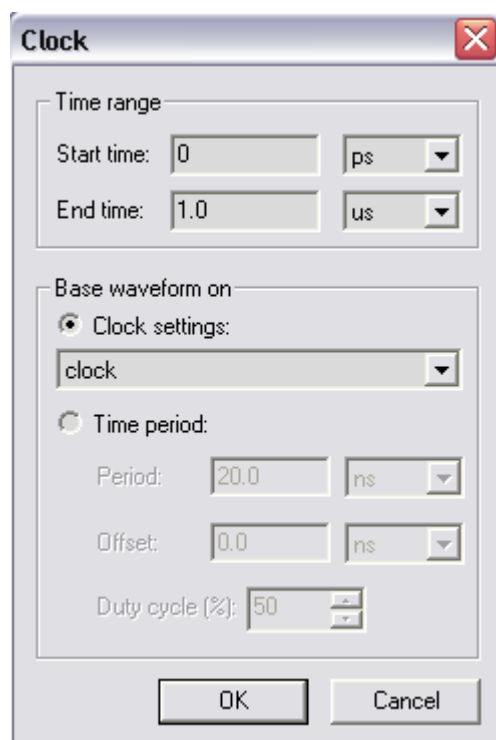 Clock
Time range
Start time: 0 ps
End time: 1.0 us
Base waveform on
Clock settings:
clock
Time period:
Period: 20.0 ns
Offset: 0.0 ns
Duty cycle (%): 50
OK Cancel